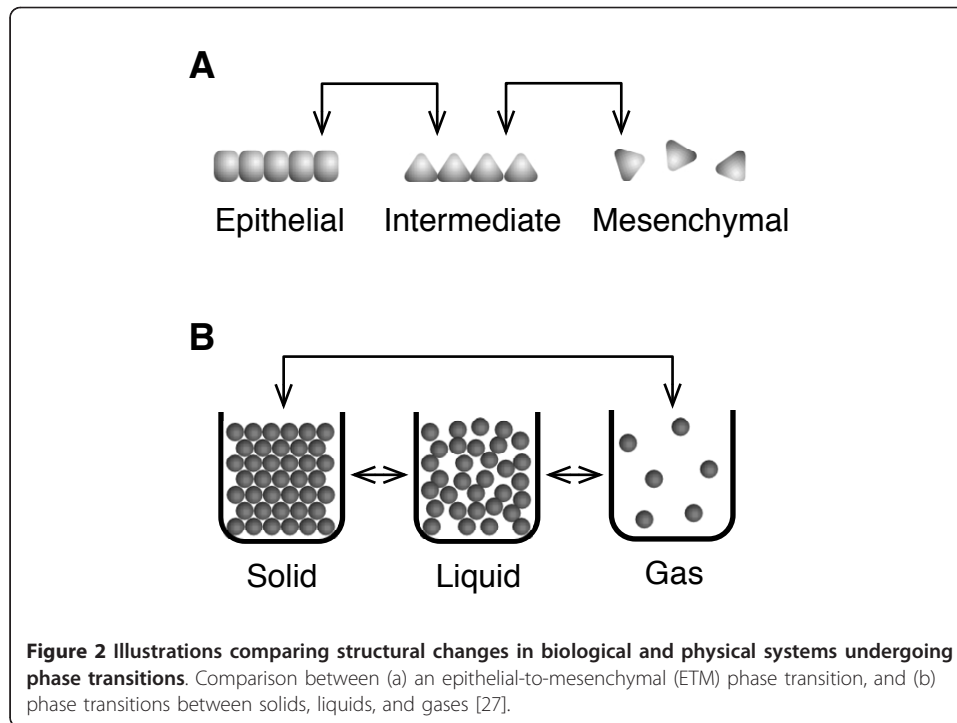 A
Epithelial Intermediate Mesenchymal
B
Solid Liquid Gas
Figure 2 Illustrations comparing structural changes in biological and physical systems undergoing
phase transitions. Comparison between (a) an epithelial-to-mesenchymal (ETM) phase transition, and (b)
phase transitions between solids, liquids, and gases [27].